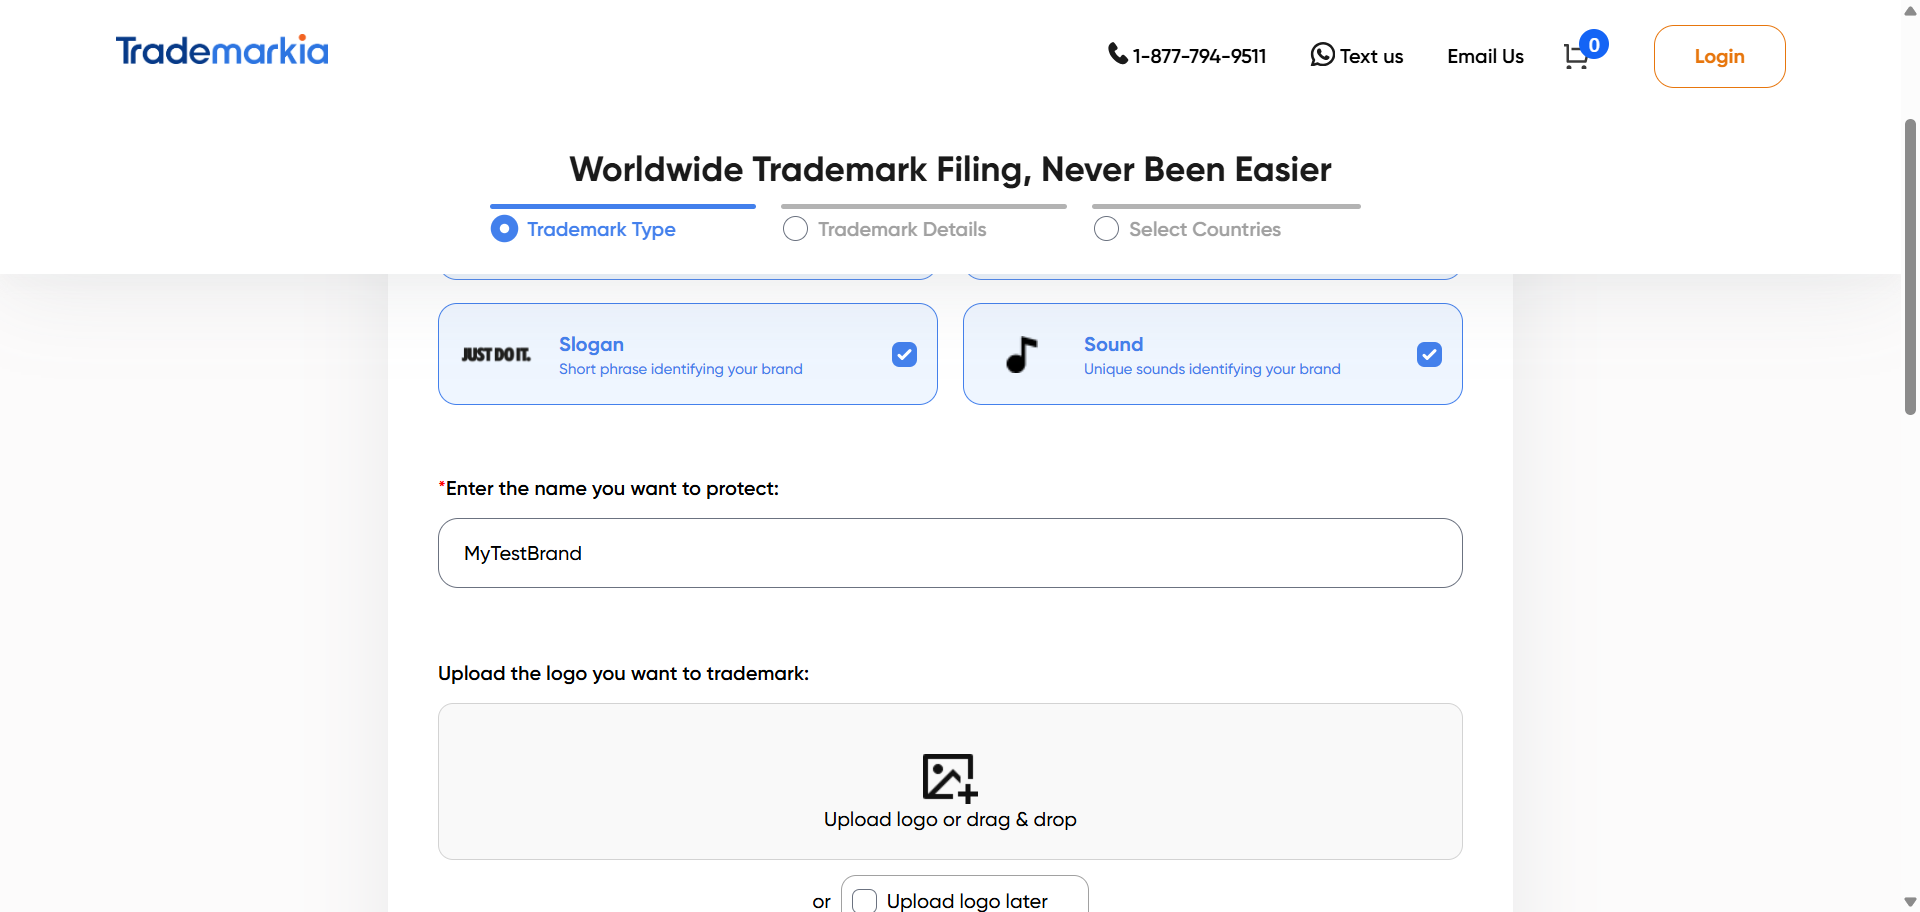 Trademarkia
1-877-794-9511
Text us
Email Us
0
Login
Worldwide Trademark Filing, Never Been Easier
Trademark Type
Trademark Details
Select Countries
JUST DO IT.
Slogan
Short phrase identifying your brand
Sound
Unique sounds identifying your brand
*Enter the name you want to protect:
MyTestBrand
Upload the logo you want to trademark:
Upload logo or drag & drop
or
Upload logo later